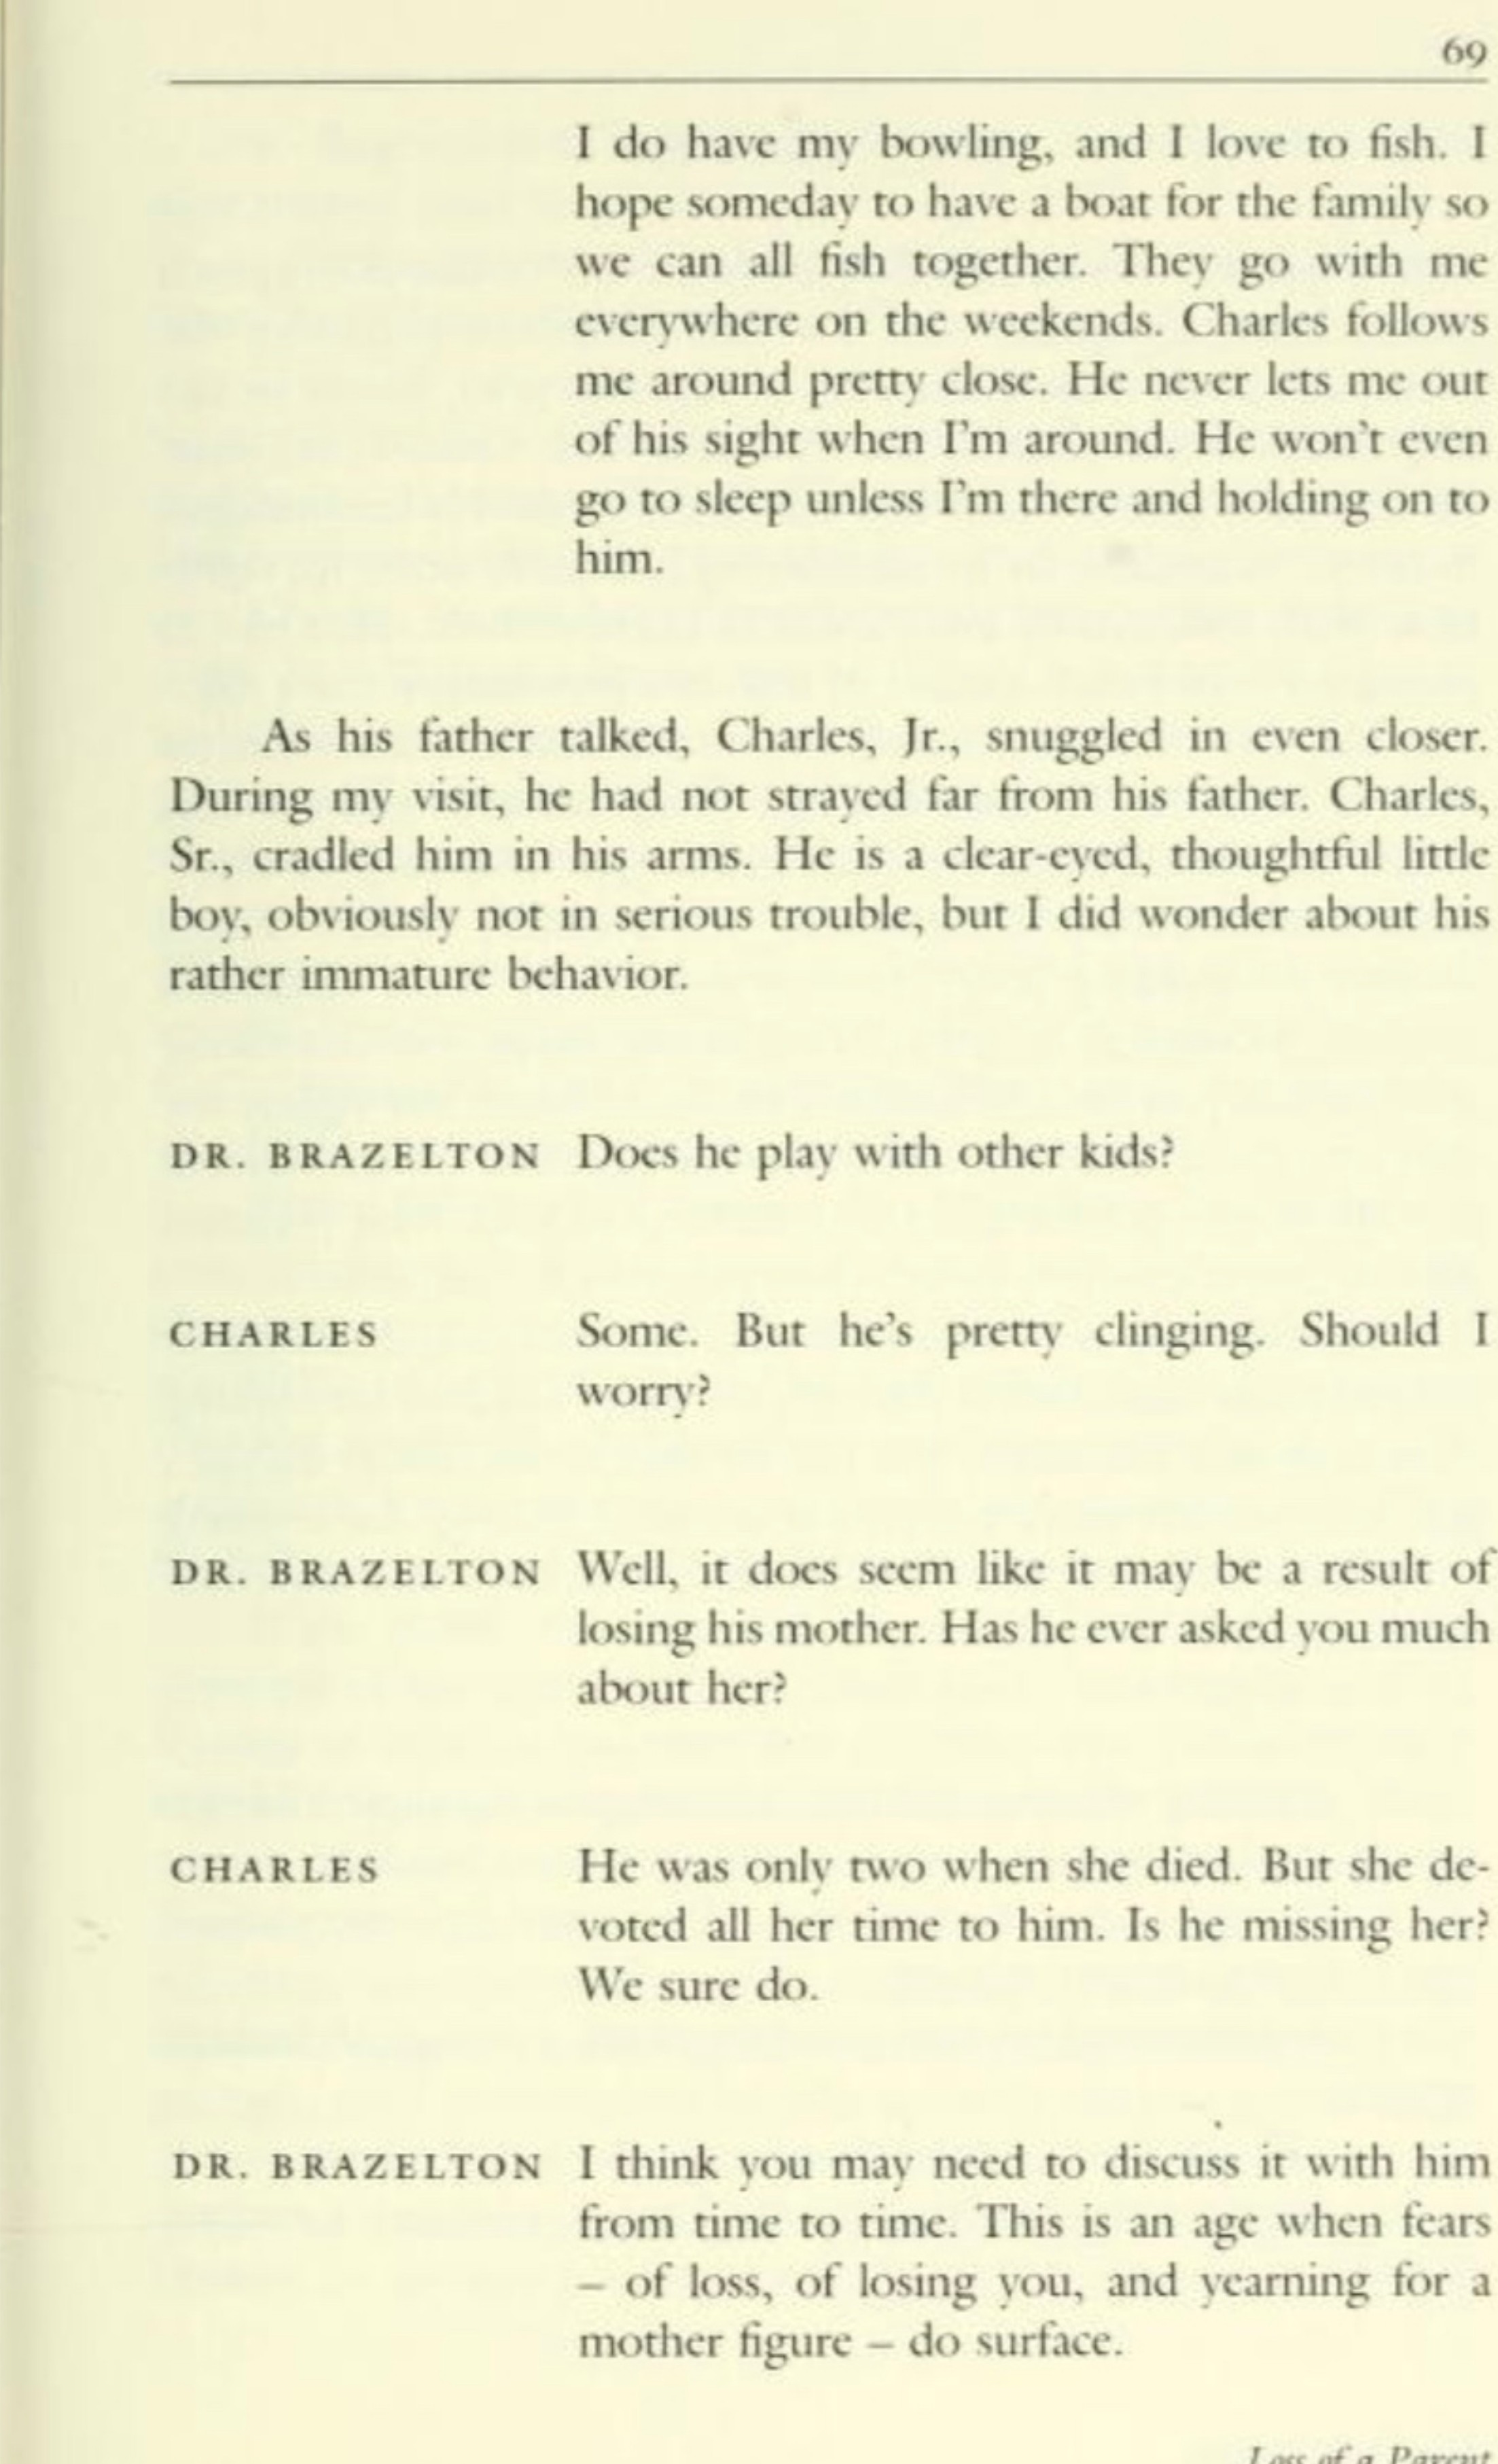 69
I do have my bowling, and I love to fish. I
hope someday to have a boat for the family so
we can all fish together. They go with me
everywhere on the weekends. Charles follows
me around pretty close. He never lets me out
of his sight when I'm around. He won't even
go to sleep unless I'm there and holding on to
him.
As his father talked, Charles, Jr., snuggled in even closer.
During my visit, he had not strayed far from his father. Charles,
Sr., cradled him in his arms. He is a clear-eyed, thoughtful little
boy, obviously not in serious trouble, but I did wonder about his
rather immature behavior.
DR. BRAZELTON Does he play with other kids?
CHARLES Some. But he's pretty clinging. Should I
worry?
DR. BRAZELTON Well, it does seem like it may be a result of
losing his mother. Has he ever asked you much
about her?
CHARLES He was only two when she died. But she de-
voted all her time to him. Is he missing her?
We sure do.
DR. BRAZELTON I think you may need to discuss it with him
from time to time. This is an age when fears
– of loss, of losing you, and yearning for a
mother figure – do surface.
Loss of a Parent